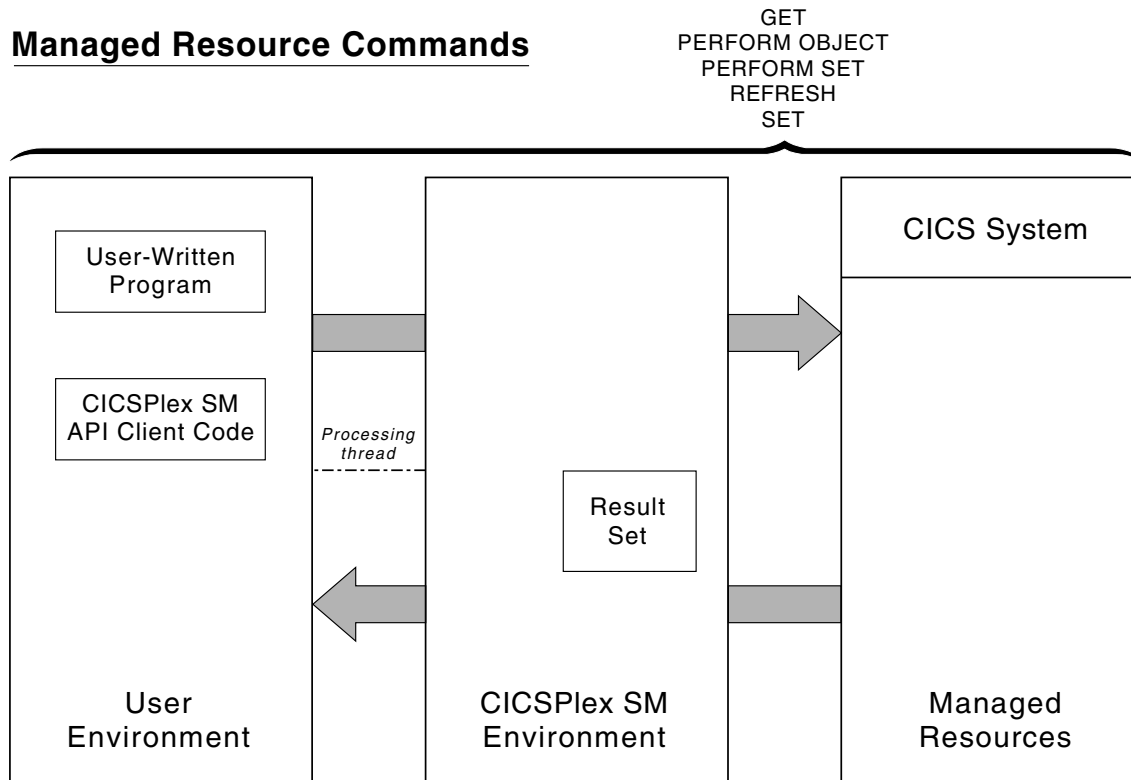 Managed Resource Commands
GET
PERFORM OBJECT
PERFORM SET
REFRESH
SET
User-Written
Program
CICSPlex SM
API Client Code
Processing
thread
Result
Set
CICS System
User
Environment
CICSPlex SM
Environment
Managed
Resources